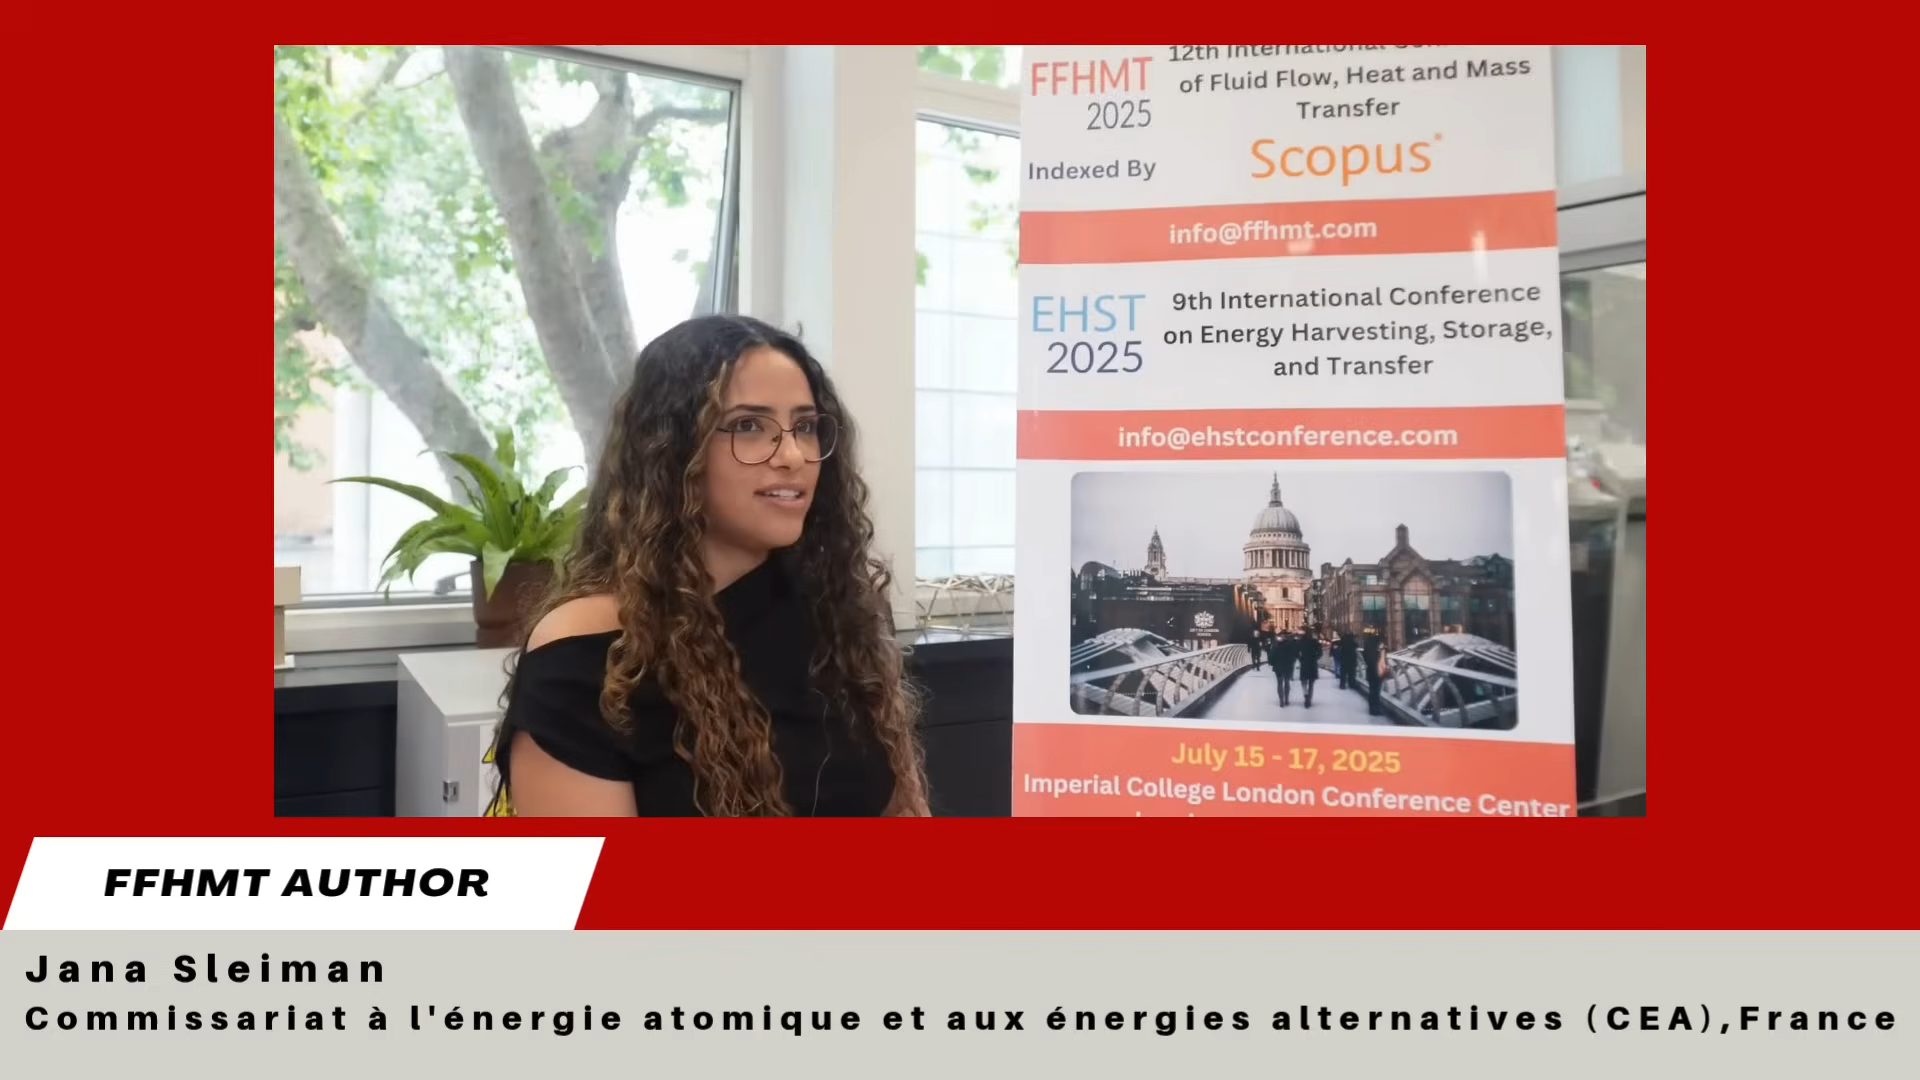 12th International
of Fluid Flow, Heat and Mass
Transfer
FFHMT
2025
Indexed By
Scopus
info@ffhmt.com
EHST
2025
9th International Conference
on Energy Harvesting, Storage,
and Transfer
info@ehstconference.com
July 15 - 17, 2025
Imperial College London Conference Center
FFHMT AUTHOR
Jana Sleiman
Commissariat à l'énergie atomique et aux énergies alternatives (CEA),France